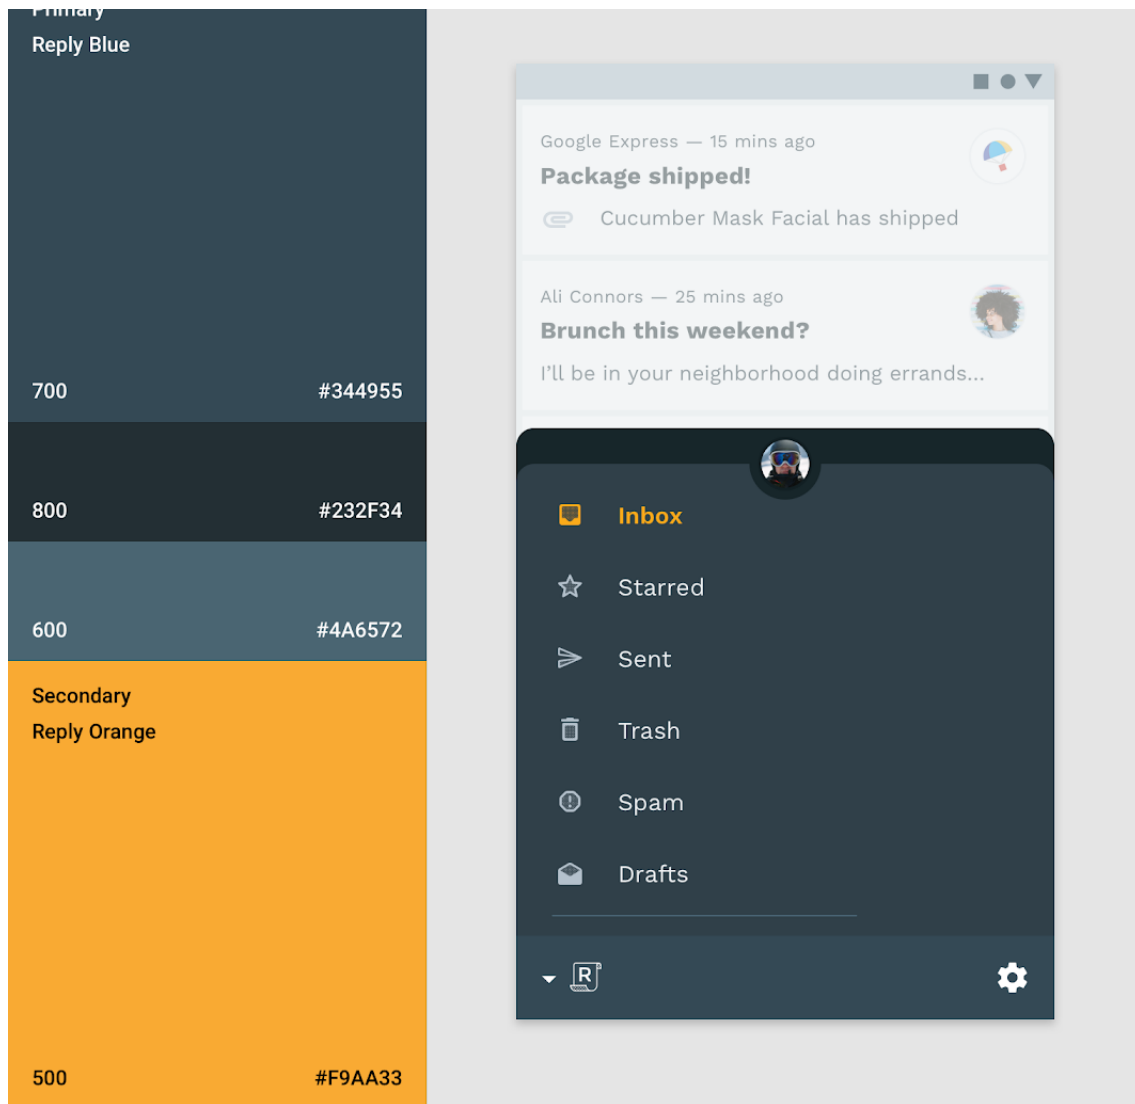 Primary
Reply Blue
700 #344955
800 #232F34
600 #4A6572
Secondary
Reply Orange
500 #F9AA33
Google Express — 15 mins ago
Package shipped!
Cucumber Mask Facial has shipped
Ali Connors — 25 mins ago
Brunch this weekend?
I’ll be in your neighborhood doing errands...
Inbox
Starred
Sent
Trash
Spam
Drafts
R